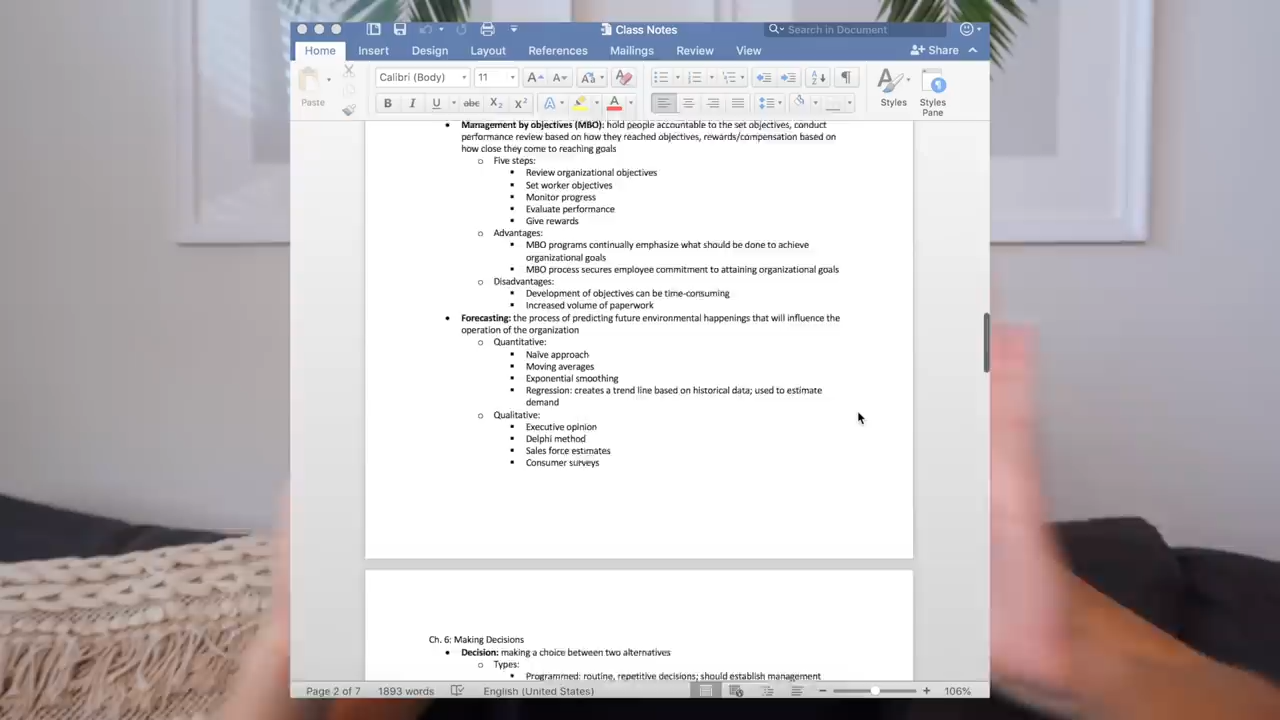 Class Notes
Search in Document
Home Insert Design Layout References Mailings Review View Share
Paste
Calibri (Body) 11
Styles Styles Pane
Management by objectives (MBO): hold people accountable to the set objectives, conduct
performance review based on how they reached objectives, rewards/compensation based on
how close they come to reaching goals
Five steps:
Review organizational objectives
Set worker objectives
Monitor progress
Evaluate performance
Give rewards
Advantages:
MBO programs continually emphasize what should be done to achieve
organizational goals
MBO process secures employee commitment to attaining organizational goals
Disadvantages:
Development of objectives can be time-consuming
Increased volume of paperwork
Forecasting: the process of predicting future environmental happenings that will influence the
operation of the organization
Quantitative:
Naïve approach
Moving averages
Exponential smoothing
Regression: creates a trend line based on historical data; used to estimate
demand
Qualitative:
Executive opinion
Delphi method
Sales force estimates
Consumer surveys
Ch. 6: Making Decisions
Decision: making a choice between two alternatives
Types:
Programmed: routine, repetitive decisions; should establish management
Page 2 of 7 1893 words English (United States) 106%